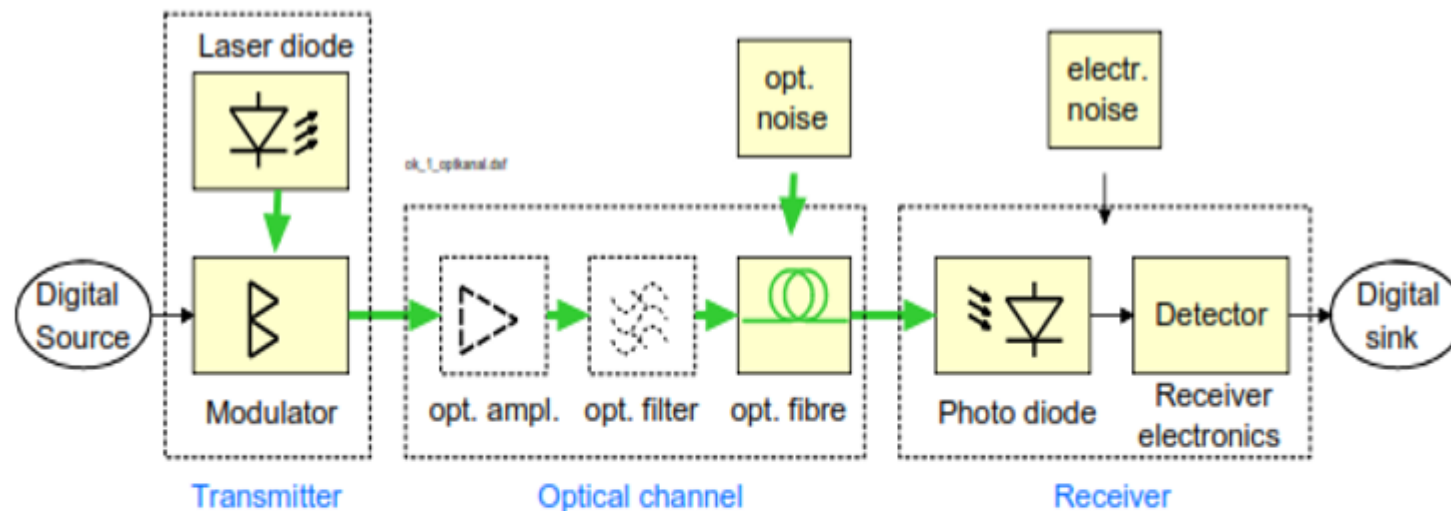 Laser diode
opt.
noise
electr.
noise
ok_1_optkanal.dsf
Digital
Source
Detector
Digital
sink
Modulator
opt. ampl.
opt. filter
opt. fibre
Photo diode
Receiver
electronics
Transmitter
Optical channel
Receiver